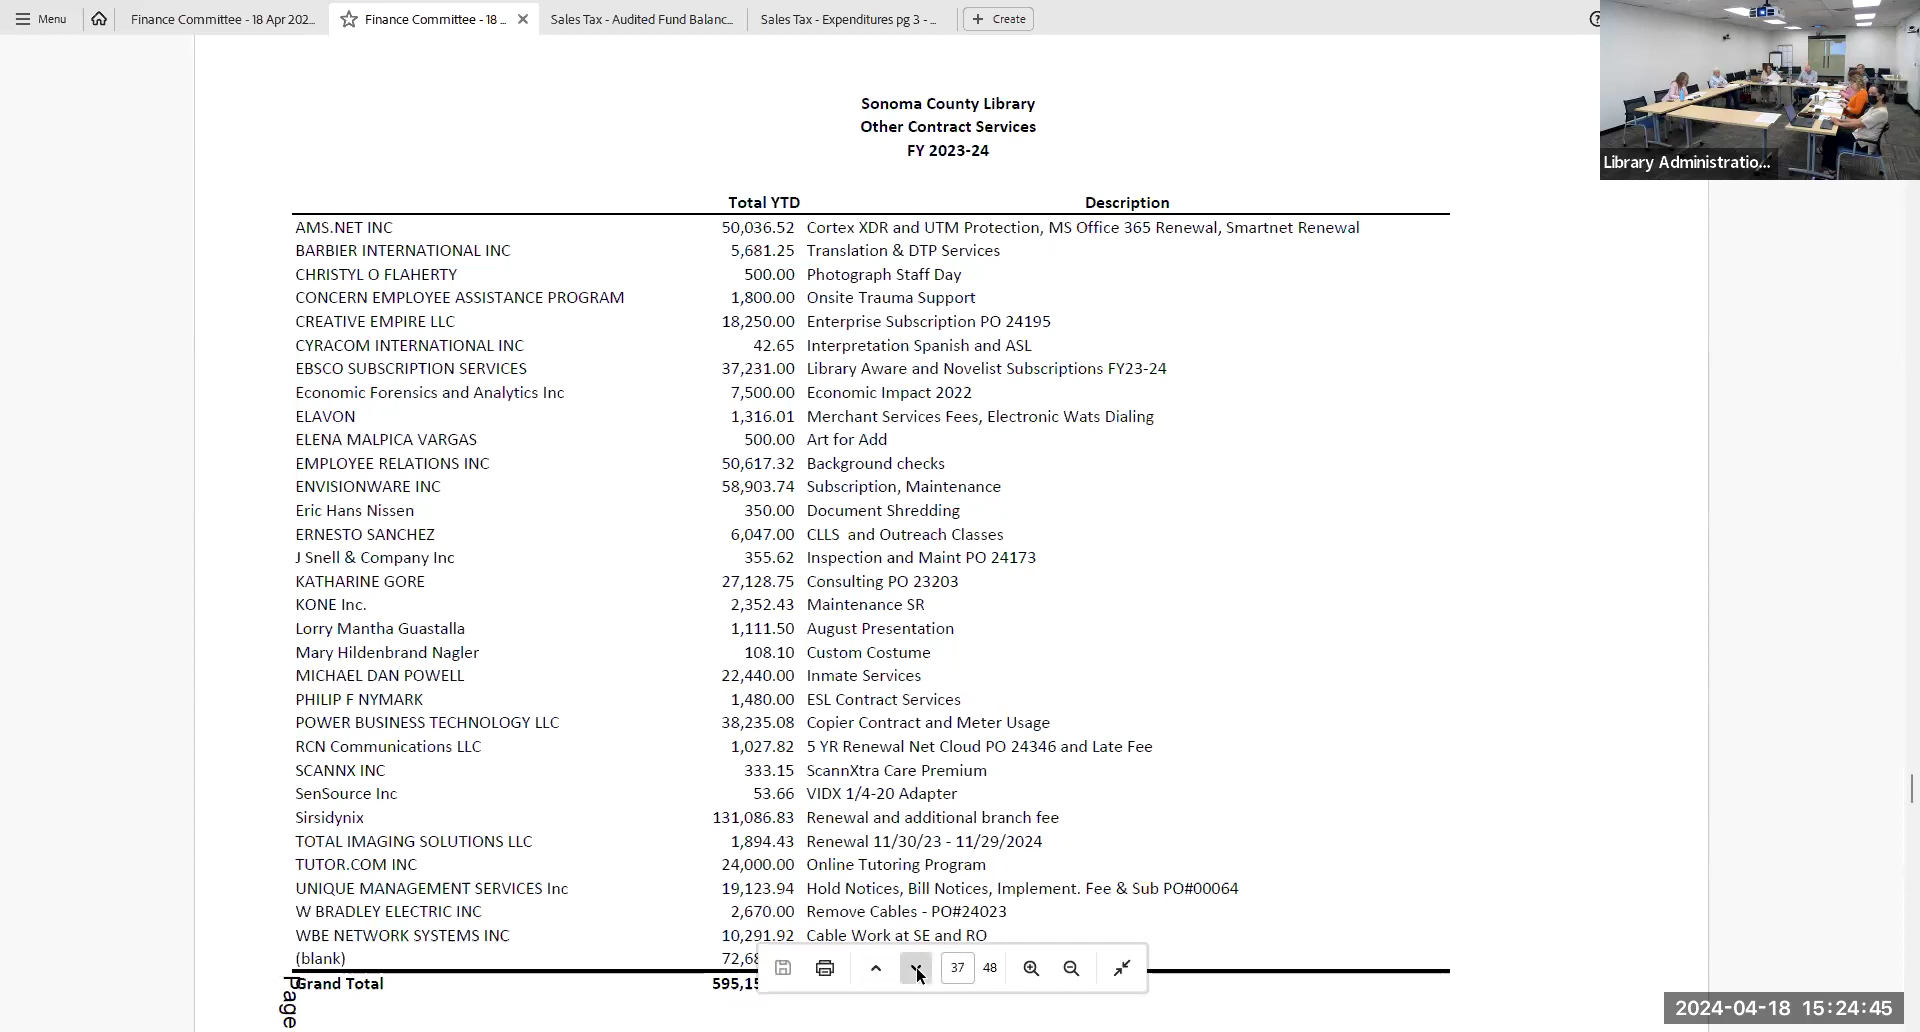 Menu
Finance Committee - 18 Apr 202...
Finance Committee - 18 ...
Sales Tax - Audited Fund Balanc...
Sales Tax - Expenditures pg 3 - ...
Create
Library Administratio...
Sonoma County Library
Other Contract Services
FY 2023-24
Total YTD Description
AMS.NET INC 50,036.52 Cortex XDR and UTM Protection, MS Office 365 Renewal, Smartnet Renewal
BARBIER INTERNATIONAL INC 5,681.25 Translation & DTP Services
CHRISTYL O FLAHERTY 500.00 Photograph Staff Day
CONCERN EMPLOYEE ASSISTANCE PROGRAM 1,800.00 Onsite Trauma Support
CREATIVE EMPIRE LLC 18,250.00 Enterprise Subscription PO 24195
CYRACOM INTERNATIONAL INC 42.65 Interpretation Spanish and ASL
EBSCO SUBSCRIPTION SERVICES 37,231.00 Library Aware and Novelist Subscriptions FY23-24
Economic Forensics and Analytics Inc 7,500.00 Economic Impact 2022
ELAVON 1,316.01 Merchant Services Fees, Electronic Wats Dialing
ELENA MALPICA VARGAS 500.00 Art for Add
EMPLOYEE RELATIONS INC 50,617.32 Background checks
ENVISIONWARE INC 58,903.74 Subscription, Maintenance
Eric Hans Nissen 350.00 Document Shredding
ERNESTO SANCHEZ 6,047.00 CLLS and Outreach Classes
J Snell & Company Inc 355.62 Inspection and Maint PO 24173
KATHARINE GORE 27,128.75 Consulting PO 23203
KONE Inc. 2,352.43 Maintenance SR
Lorry Mantha Guastalla 1,111.50 August Presentation
Mary Hildenbrand Nagler 108.10 Custom Costume
MICHAEL DAN POWELL 22,440.00 Inmate Services
PHILIP F NYMARK 1,480.00 ESL Contract Services
POWER BUSINESS TECHNOLOGY LLC 38,235.08 Copier Contract and Meter Usage
RCN Communications LLC 1,027.82 5 YR Renewal Net Cloud PO 24346 and Late Fee
SCANNX INC 333.15 ScannXtra Care Premium
SenSource Inc 53.66 VIDX 1/4-20 Adapter
Sirsidynix 131,086.83 Renewal and additional branch fee
TOTAL IMAGING SOLUTIONS LLC 1,894.43 Renewal 11/30/23 - 11/29/2024
TUTOR.COM INC 24,000.00 Online Tutoring Program
UNIQUE MANAGEMENT SERVICES Inc 19,123.94 Hold Notices, Bill Notices, Implement. Fee & Sub PO#00064
W BRADLEY ELECTRIC INC 2,670.00 Remove Cables - PO#24023
WBE NETWORK SYSTEMS INC 10,291.92 Cable Work at SE and RO
(blank) 72,68
Grand Total 595,15
Page
37 48
2024-04-18 15:24:45